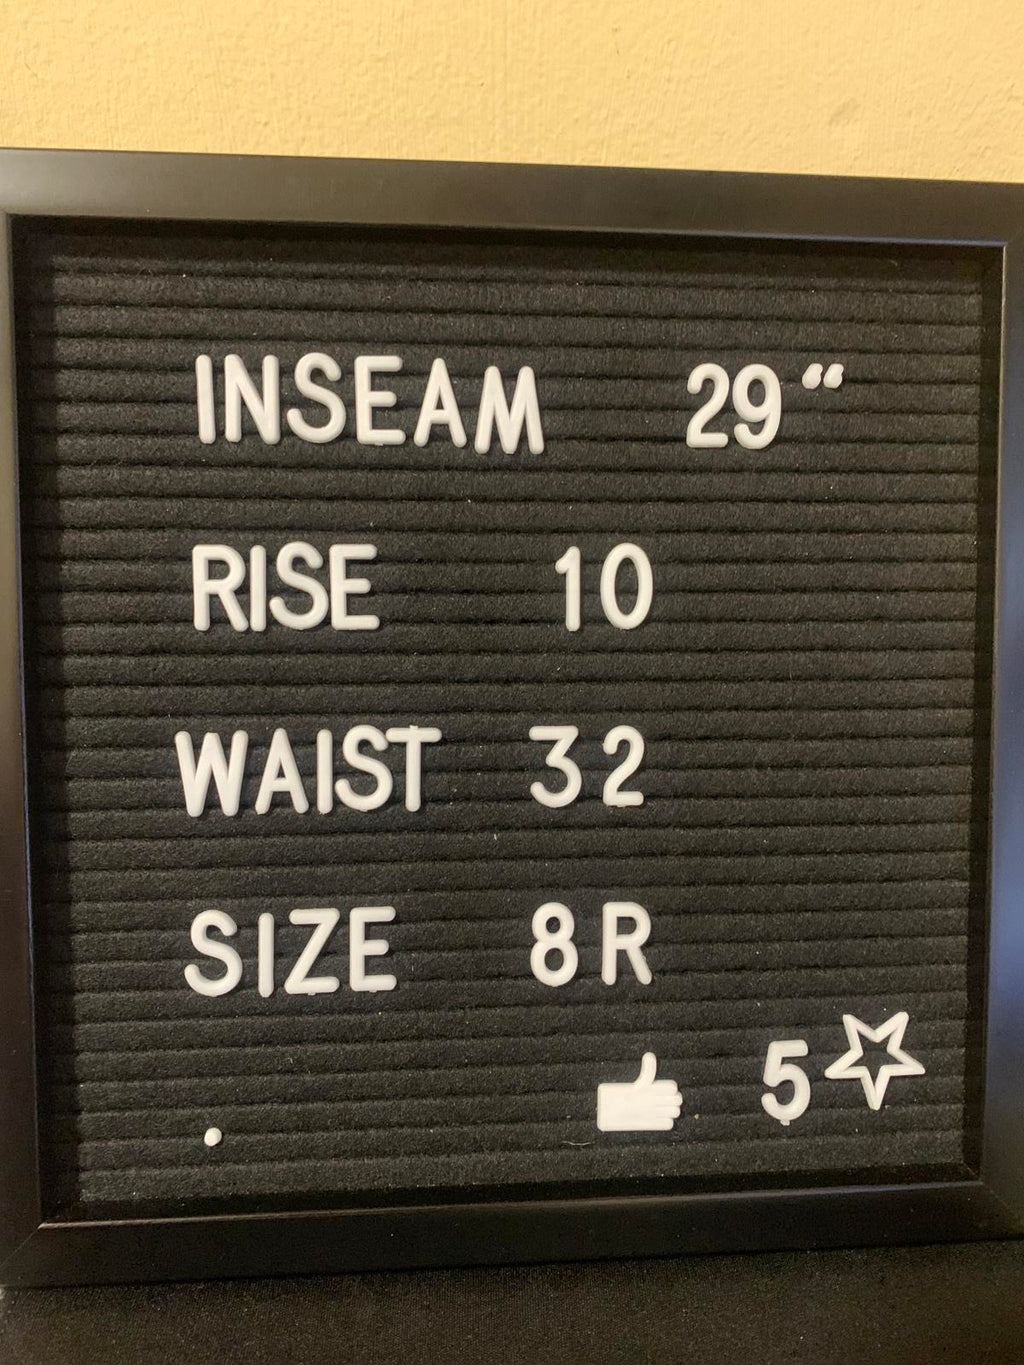 INSEAM 29“
RISE 10
WAIST 32
SIZE 8R
5
.